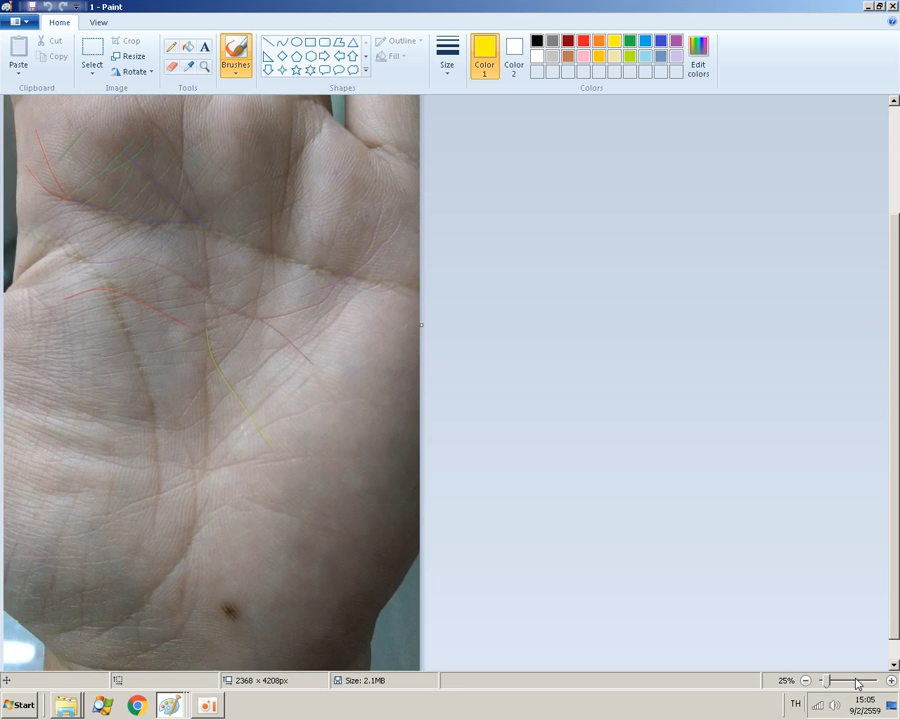 1 - Paint
Home View
Paste
Cut
Copy
Clipboard
Select
Crop
Resize
Rotate
Image
A
Tools
Brushes
Shapes
Outline
Fill
Size
Color 1
Color 2
Edit colors
Colors
2368 × 4208px
Size: 2.1MB
25%
Start
TH
15:05
9/2/2559